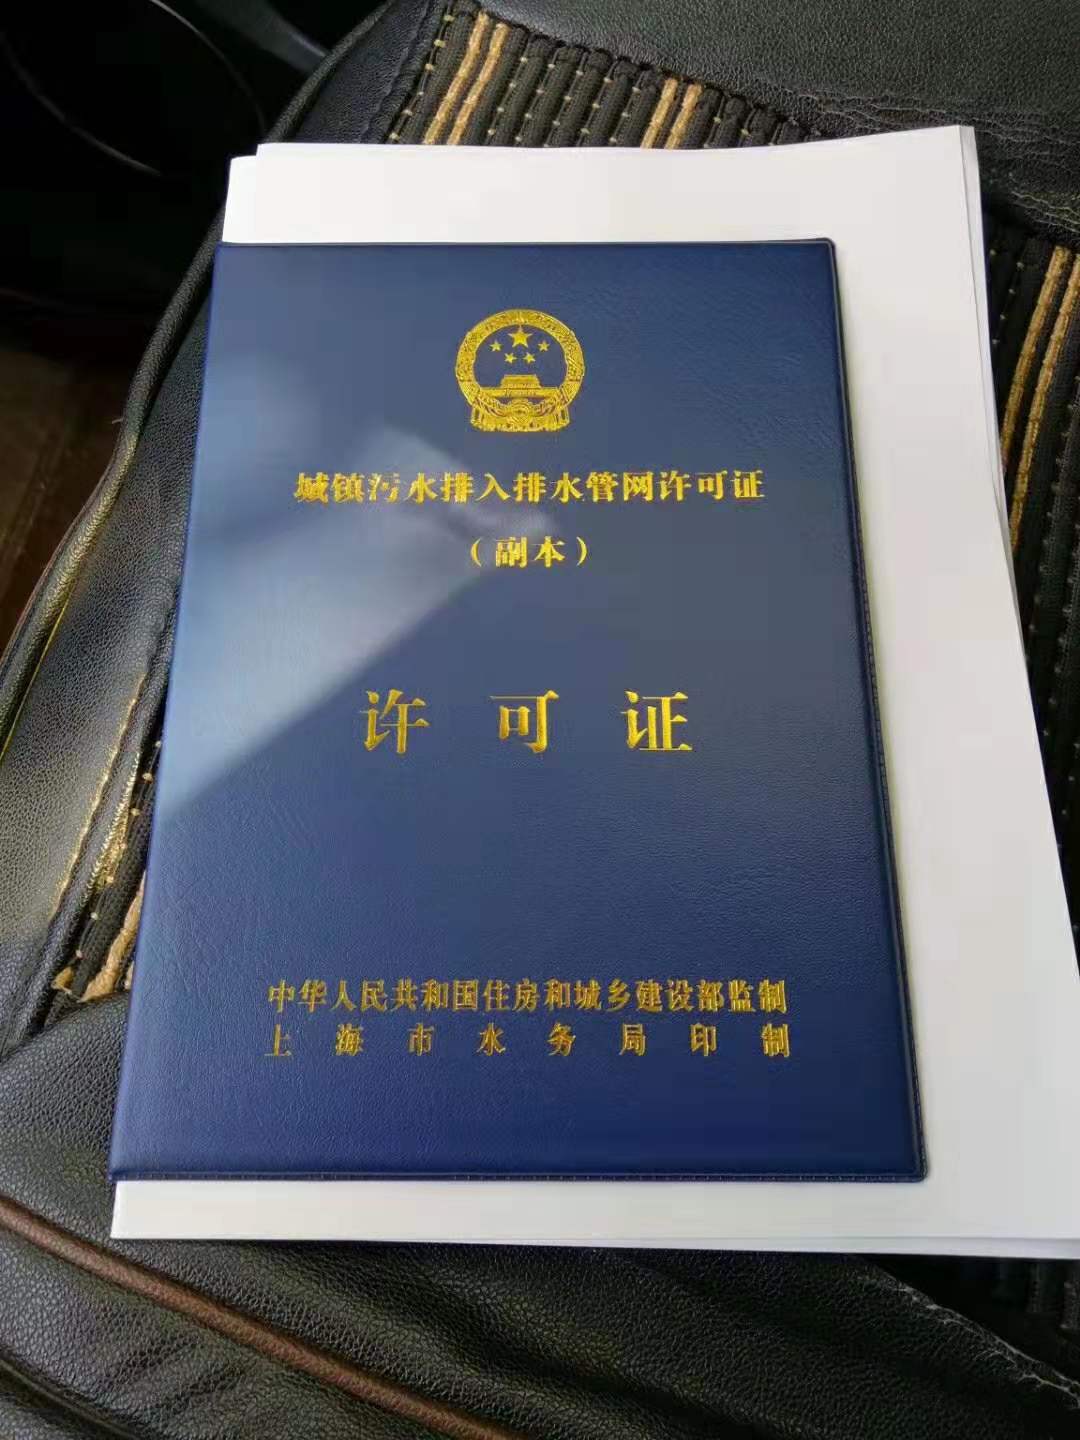 城镇污水排入排水管网许可证
（副本）
许可证
中华人民共和国住房和城乡建设部监制
上海市水务局印制